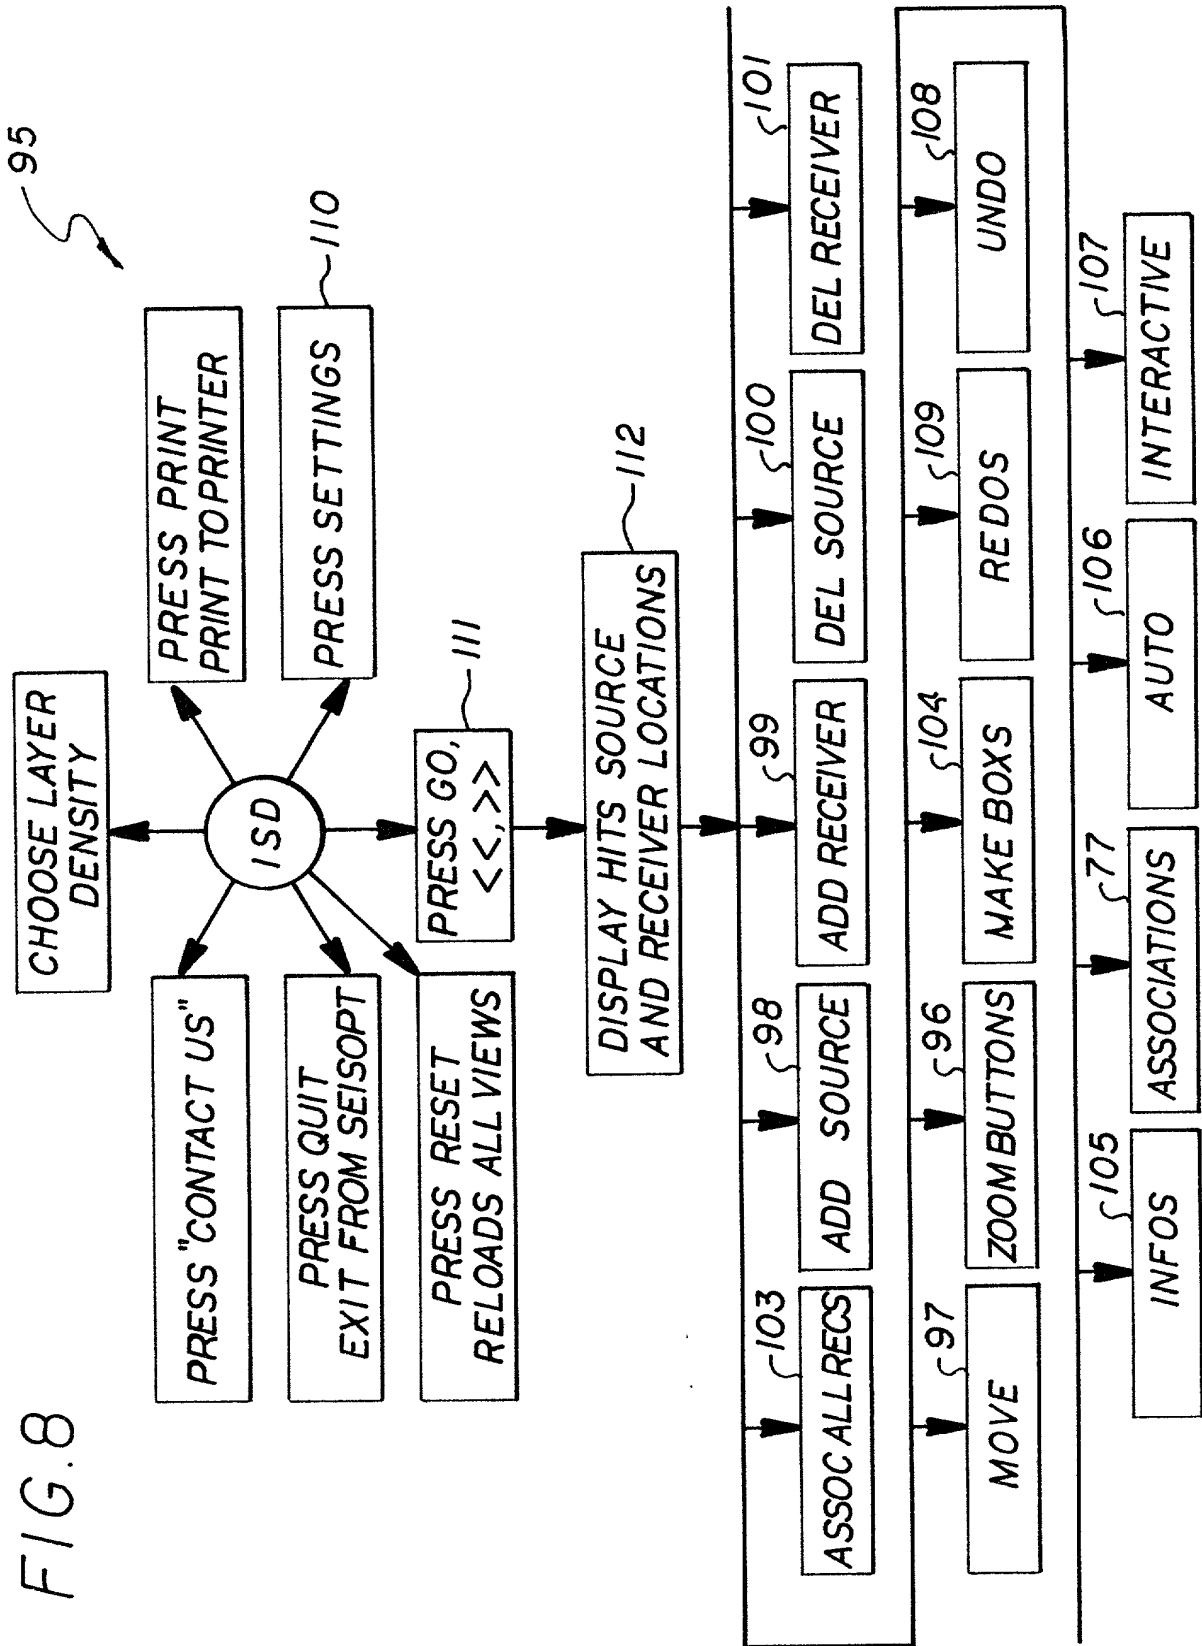 FIG.8
95
CHOOSE LAYER
DENSITY
PRESS "CONTACT US"
PRESS PRINT
PRINT TO PRINTER
ISD
PRESS QUIT
EXIT FROM SEISOPT
PRESS SETTINGS
110
PRESS RESET
RELOADS ALL VIEWS
PRESS GO,
<<,>>
111
DISPLAY HITS SOURCE
AND RECEIVER LOCATIONS
112
103
98
99
100
101
ASSOC ALL RECS
ADD SOURCE
ADD RECEIVER
DEL SOURCE
DEL RECEIVER
97
96
104
109
108
MOVE
ZOOM BUTTONS
MAKE BOXS
REDOS
UNDO
105
77
106
107
INFOS
ASSOCIATIONS
AUTO
INTERACTIVE